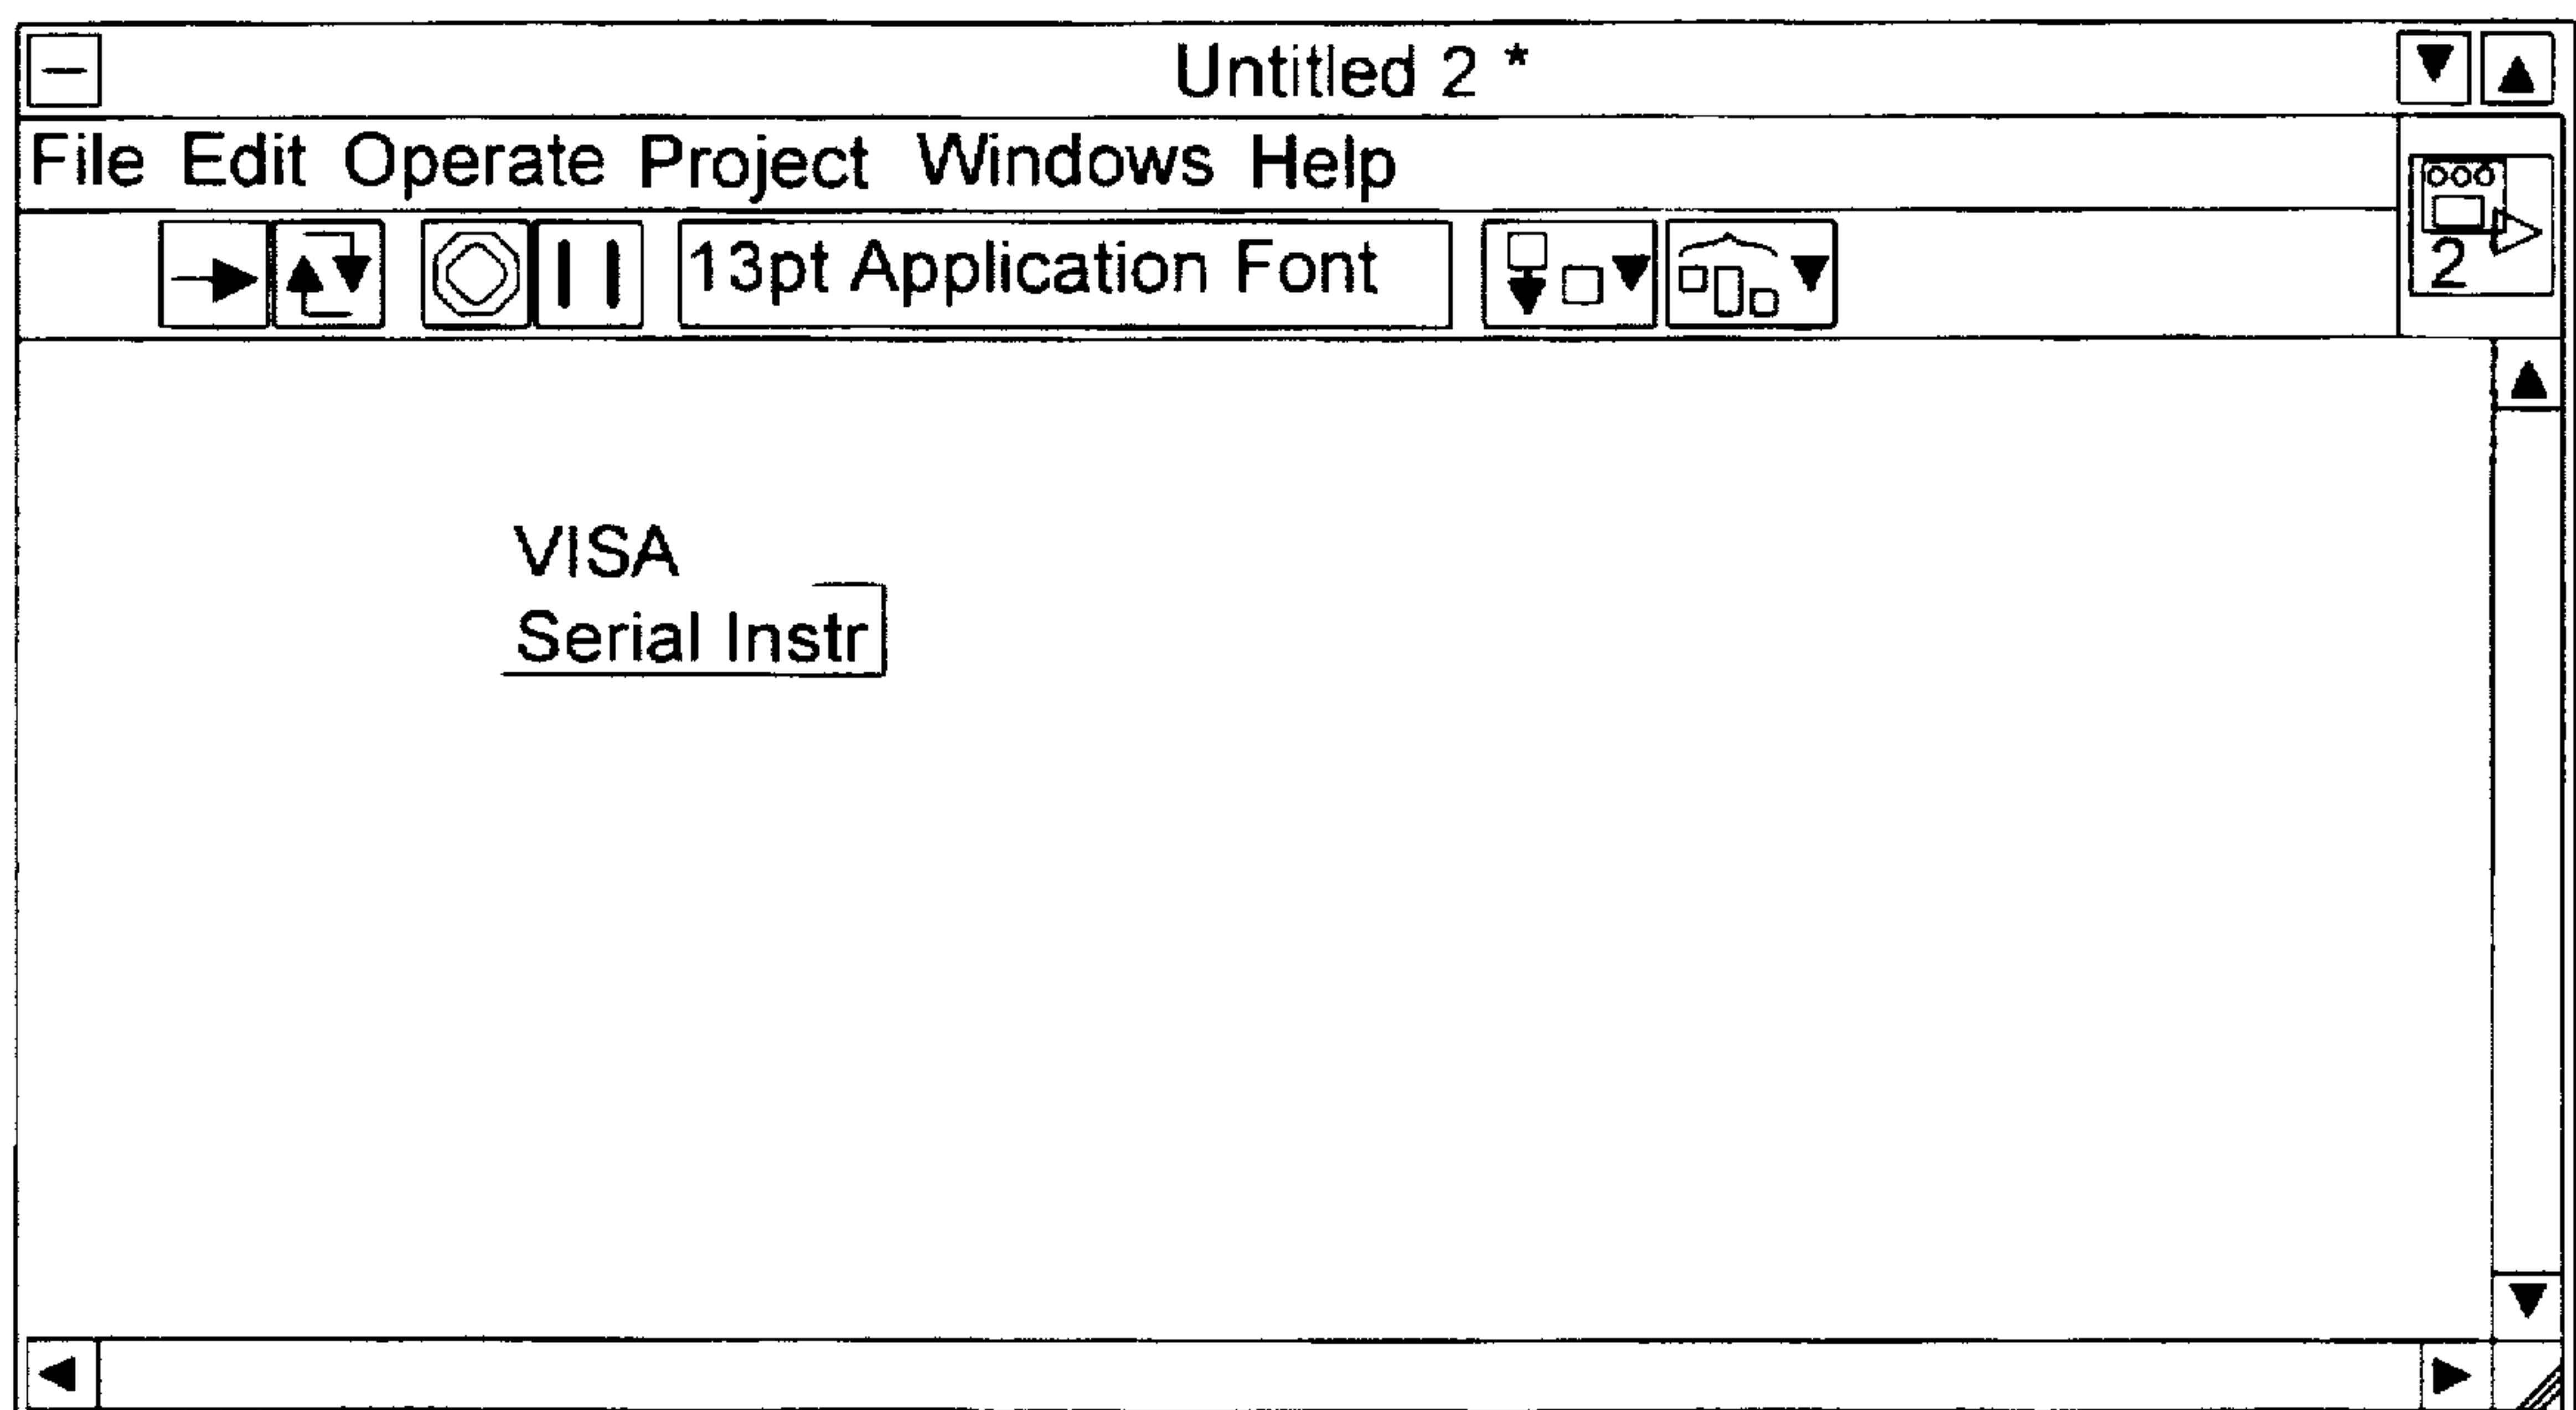 Untitled 2 *
File Edit Operate Project Windows Help
13pt Application Font
2
VISA
Serial Instr